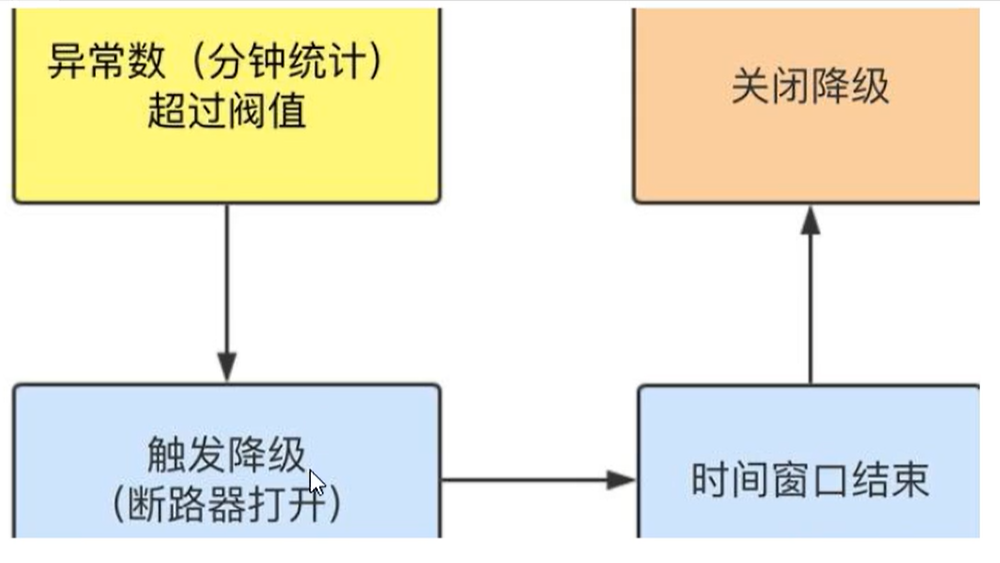 异常数（分钟统计）
超过阀值
关闭降级
触发降级
（断路器打开）
时间窗口结束